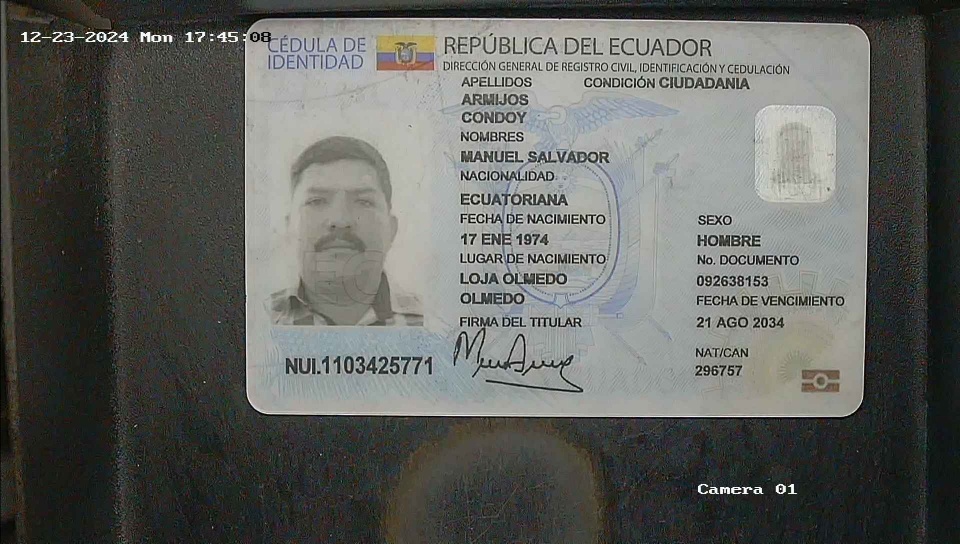 12-23-2024 Mon 17:45:08
CÉDULA DE
IDENTIDAD
REPÚBLICA DEL ECUADOR
DIRECCIÓN GENERAL DE REGISTRO CIVIL, IDENTIFICACIÓN Y CEDULACIÓN
APELLIDOS
CONDICIÓN CIUDADANIA
ARMIJOS
CONDOY
NOMBRES
MANUEL SALVADOR
NACIONALIDAD
ECUATORIANA
FECHA DE NACIMIENTO
17 ENE 1974
LUGAR DE NACIMIENTO
LOJA OLMEDO
OLMEDO
FIRMA DEL TITULAR
SEXO
HOMBRE
No. DOCUMENTO
092638153
FECHA DE VENCIMIENTO
21 AGO 2034
NAT/CAN
296757
NUI.1103425771
Camera 01